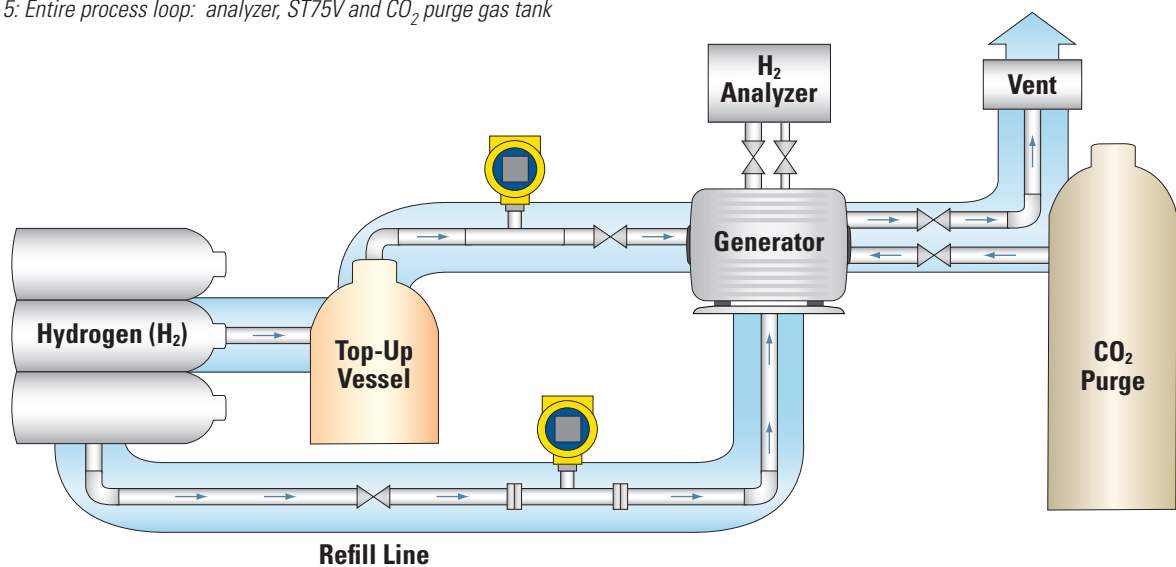 5: Entire process loop: analyzer, ST75V and CO₂ purge gas tank
H₂
Analyzer
Vent
Generator
Hydrogen (H₂)
Top-Up
Vessel
CO₂
Purge
Refill Line